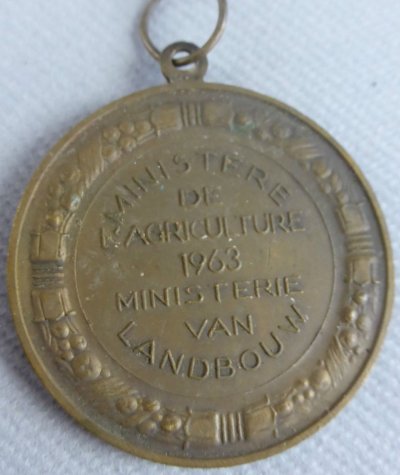 MINISTÈRE
DE
L'AGRICULTURE
1963
MINISTERIE
VAN
LANDBOUW